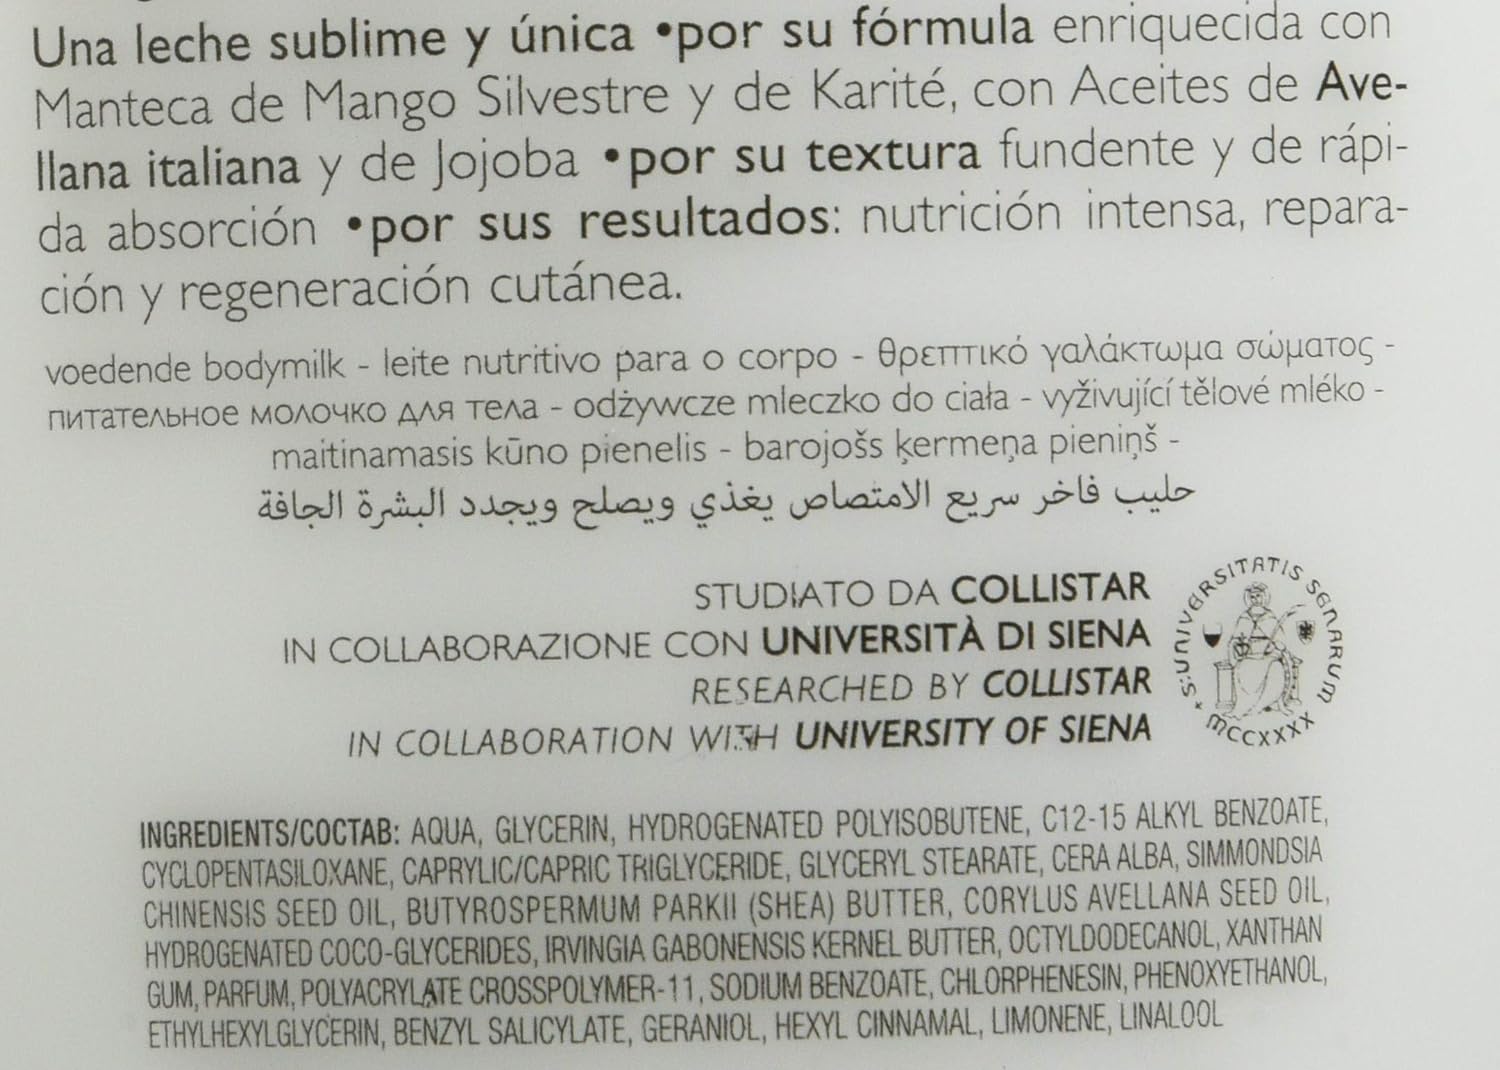 Una leche sublime y única •por su fórmula enriquecida con
Manteca de Mango Silvestre y de Karité, con Aceites de Ave-
llana italiana y de Jojoba •por su textura fundente y de rápi-
da absorción •por sus resultados: nutrición intensa, repara-
ción y regeneración cutánea.
voedende bodymilk - leite nutritivo para o corpo - θρεπτικό γαλάκτωμα σώματος -
питательное молочко для тела - odżywcze mleczko do ciała - vyživující tělové mléko -
maitinamasis kūno pienelis - barojošs ķermeņa pieniņš -
حليب فاخر سريع الامتصاص يغذي ويصلح ويجدد البشرة الجافة
STUDIATO DA COLLISTAR
IN COLLABORAZIONE CON UNIVERSITÀ DI SIENA
RESEARCHED BY COLLISTAR
IN COLLABORATION WITH UNIVERSITY OF SIENA
S:UNIVERSITATIS SENARUM
* MCCXXXX
INGREDIENTS/COCTAB: AQUA, GLYCERIN, HYDROGENATED POLYISOBUTENE, C12-15 ALKYL BENZOATE,
CYCLOPENTASILOXANE, CAPRYLIC/CAPRIC TRIGLYCERIDE, GLYCERYL STEARATE, CERA ALBA, SIMMONDSIA
CHINENSIS SEED OIL, BUTYROSPERMUM PARKII (SHEA) BUTTER, CORYLUS AVELLANA SEED OIL,
HYDROGENATED COCO-GLYCERIDES, IRVINGIA GABONENSIS KERNEL BUTTER, OCTYLDODECANOL, XANTHAN
GUM, PARFUM, POLYACRYLATE CROSSPOLYMER-11, SODIUM BENZOATE, CHLORPHENESIN, PHENOXYETHANOL,
ETHYLHEXYLGLYCERIN, BENZYL SALICYLATE, GERANIOL, HEXYL CINNAMAL, LIMONENE, LINALOOL